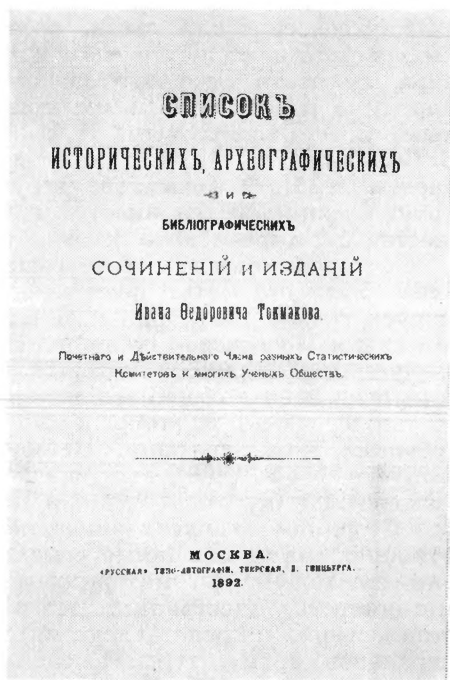 СПИСОКЪ
ИСТОРИЧЕСКИХЪ, АРХЕОГРАФИЧЕСКИХЪ
И
БИБЛІОГРАФИЧЕСКИХЪ
СОЧИНЕНІЙ и ИЗДАНІЙ
Ивана Ѳедоровича Токмакова.
Почетнаго и Дѣйствительнаго Члена разныхъ Статистическихъ
Комитетовъ и многихъ Ученыхъ Обществъ.
МОСКВА.
«РУССКАЯ» ТИПО-ЛИТОГРАФІЯ, ТВЕРСКАЯ, Д. ГИНЦБУРГА.
1892.